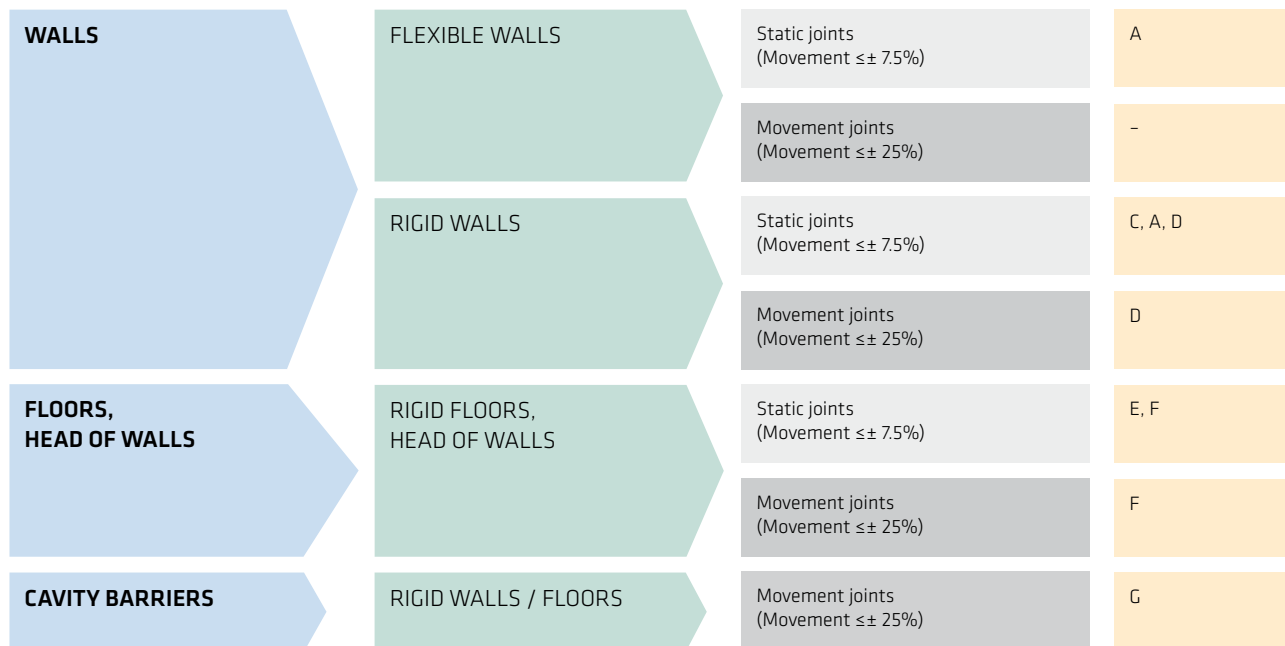 WALLS
FLEXIBLE WALLS
Static joints
(Movement ≤± 7.5%)
A
Movement joints
(Movement ≤± 25%)
–
RIGID WALLS
Static joints
(Movement ≤± 7.5%)
C, A, D
Movement joints
(Movement ≤± 25%)
D
FLOORS,
HEAD OF WALLS
RIGID FLOORS,
HEAD OF WALLS
Static joints
(Movement ≤± 7.5%)
E, F
Movement joints
(Movement ≤± 25%)
F
CAVITY BARRIERS
RIGID WALLS / FLOORS
Movement joints
(Movement ≤± 25%)
G